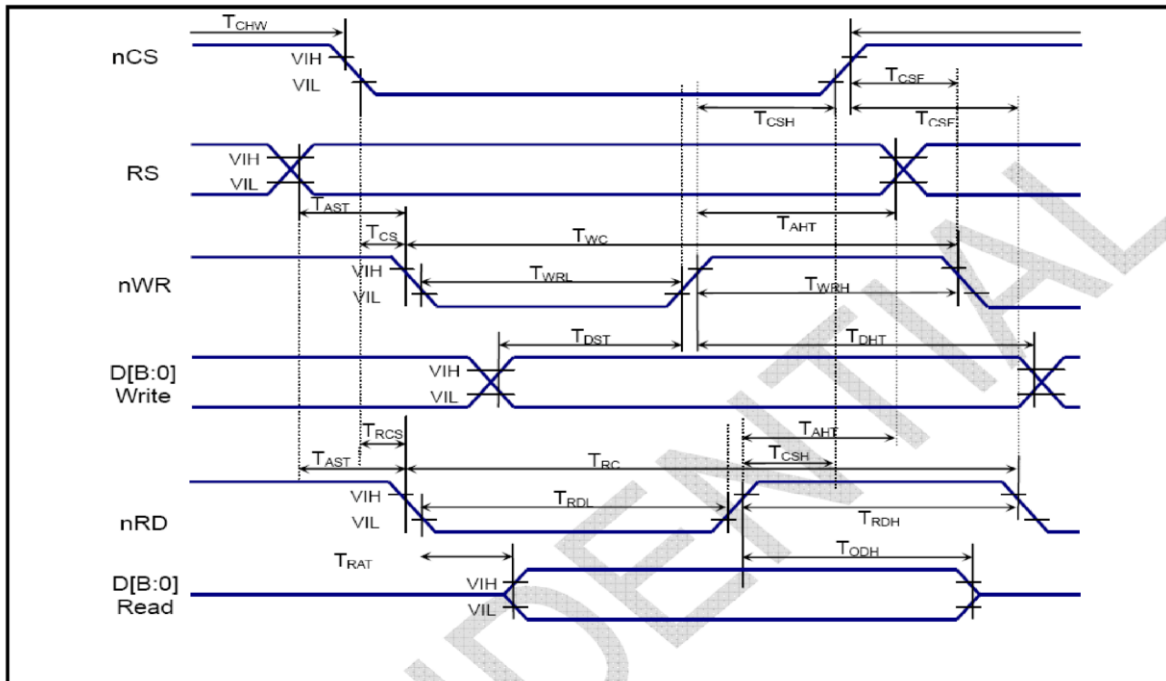 TCHW
nCS
VIH
VIL
TCSF
TCSH
TCSF
RS
VIH
VIL
TAST
TAHT
TCS
TWC
nWR
VIH
VIL
TWRL
TWRH
TDST
TDHT
D[B:0]
Write
VIH
VIL
TRCS
TAHT
TAST
TCSH
TRC
nRD
VIH
VIL
TRDL
TRDH
TRAT
TODH
D[B:0]
Read
VIH
VIL
IDENTIAL